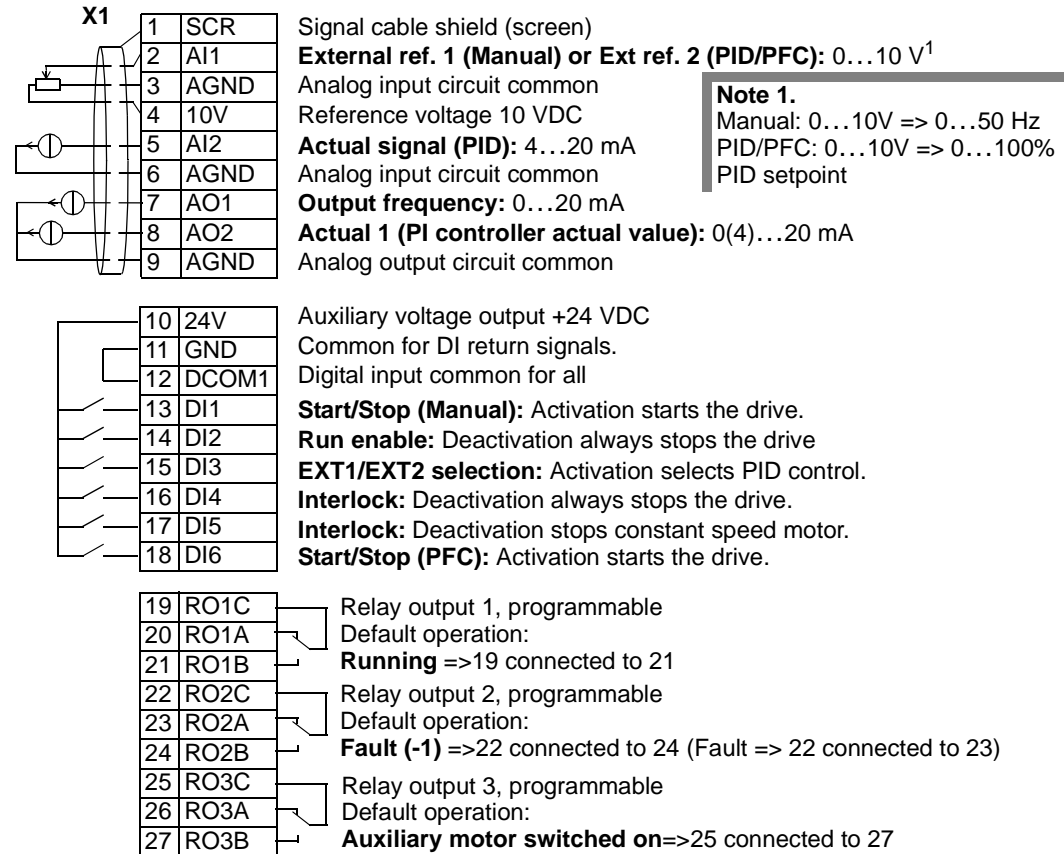 X1
1 SCR Signal cable shield (screen)
2 AI1 External ref. 1 (Manual) or Ext ref. 2 (PID/PFC): 0…10 V1
3 AGND Analog input circuit common
4 10V Reference voltage 10 VDC
5 AI2 Actual signal (PID): 4…20 mA
6 AGND Analog input circuit common
7 AO1 Output frequency: 0…20 mA
8 AO2 Actual 1 (PI controller actual value): 0(4)…20 mA
9 AGND Analog output circuit common
Note 1.
Manual: 0…10V => 0…50 Hz
PID/PFC: 0…10V => 0…100%
PID setpoint
10 24V Auxiliary voltage output +24 VDC
11 GND Common for DI return signals.
12 DCOM1 Digital input common for all
13 DI1 Start/Stop (Manual): Activation starts the drive.
14 DI2 Run enable: Deactivation always stops the drive
15 DI3 EXT1/EXT2 selection: Activation selects PID control.
16 DI4 Interlock: Deactivation always stops the drive.
17 DI5 Interlock: Deactivation stops constant speed motor.
18 DI6 Start/Stop (PFC): Activation starts the drive.
19 RO1C Relay output 1, programmable
20 RO1A Default operation:
21 RO1B Running =>19 connected to 21
22 RO2C Relay output 2, programmable
23 RO2A Default operation:
24 RO2B Fault (-1) =>22 connected to 24 (Fault => 22 connected to 23)
25 RO3C Relay output 3, programmable
26 RO3A Default operation:
27 RO3B Auxiliary motor switched on=>25 connected to 27